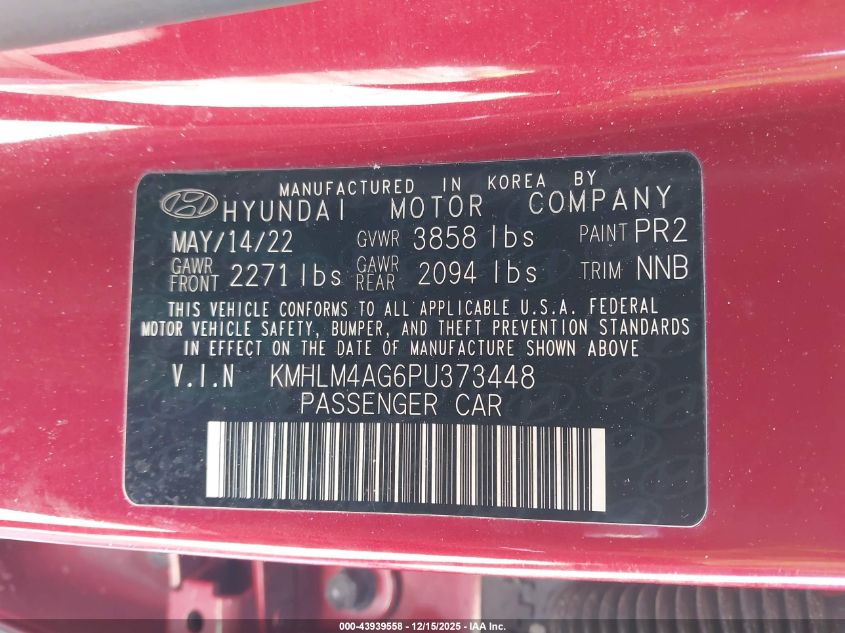 MANUFACTURED IN KOREA BY
HYUNDAI MOTOR COMPANY
MAY/14/22 GVWR 3858 lbs PAINT PR2
GAWR FRONT 2271 lbs GAWR REAR 2094 lbs TRIM NNB
THIS VEHICLE CONFORMS TO ALL APPLICABLE U.S.A. FEDERAL
MOTOR VEHICLE SAFETY, BUMPER, AND THEFT PREVENTION STANDARDS
IN EFFECT ON THE DATE OF MANUFACTURE SHOWN ABOVE
V.I.N KMHLM4AG6PU373448
PASSENGER CAR
000-43939558 - 12/15/2025 - IAA Inc.